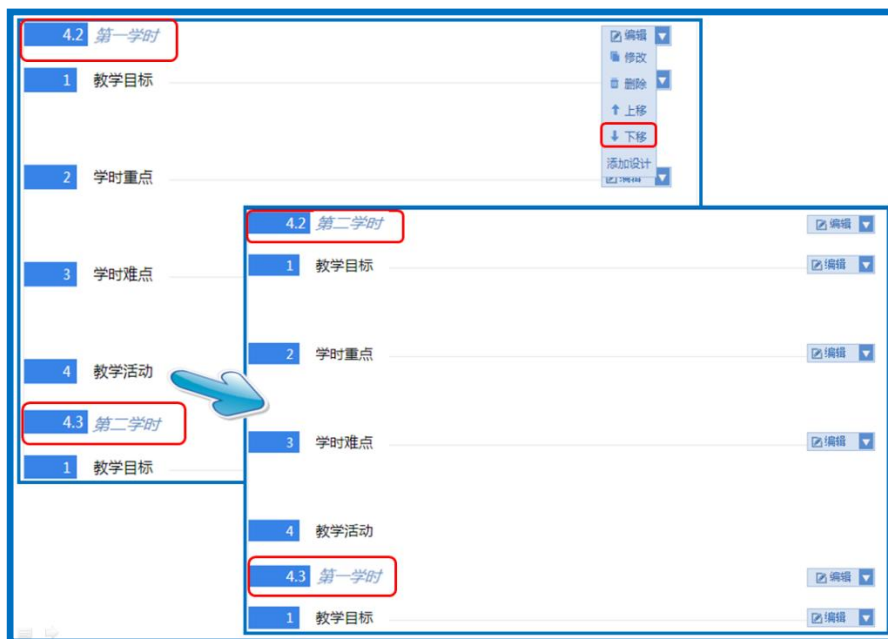 4.2 第一学时 编辑
修改
1 教学目标
删除
上移
下移
添加设计
2 学时重点 编辑
3 学时难点
4 教学活动
4.3 第二学时
1 教学目标
4.2 第二学时 编辑
1 教学目标 编辑
2 学时重点 编辑
3 学时难点 编辑
4 教学活动
4.3 第一学时 编辑
1 教学目标 编辑